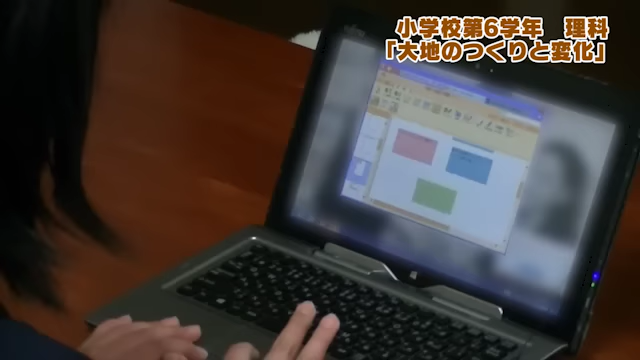 小学校第6学年　理科
「大地のつくりと変化」